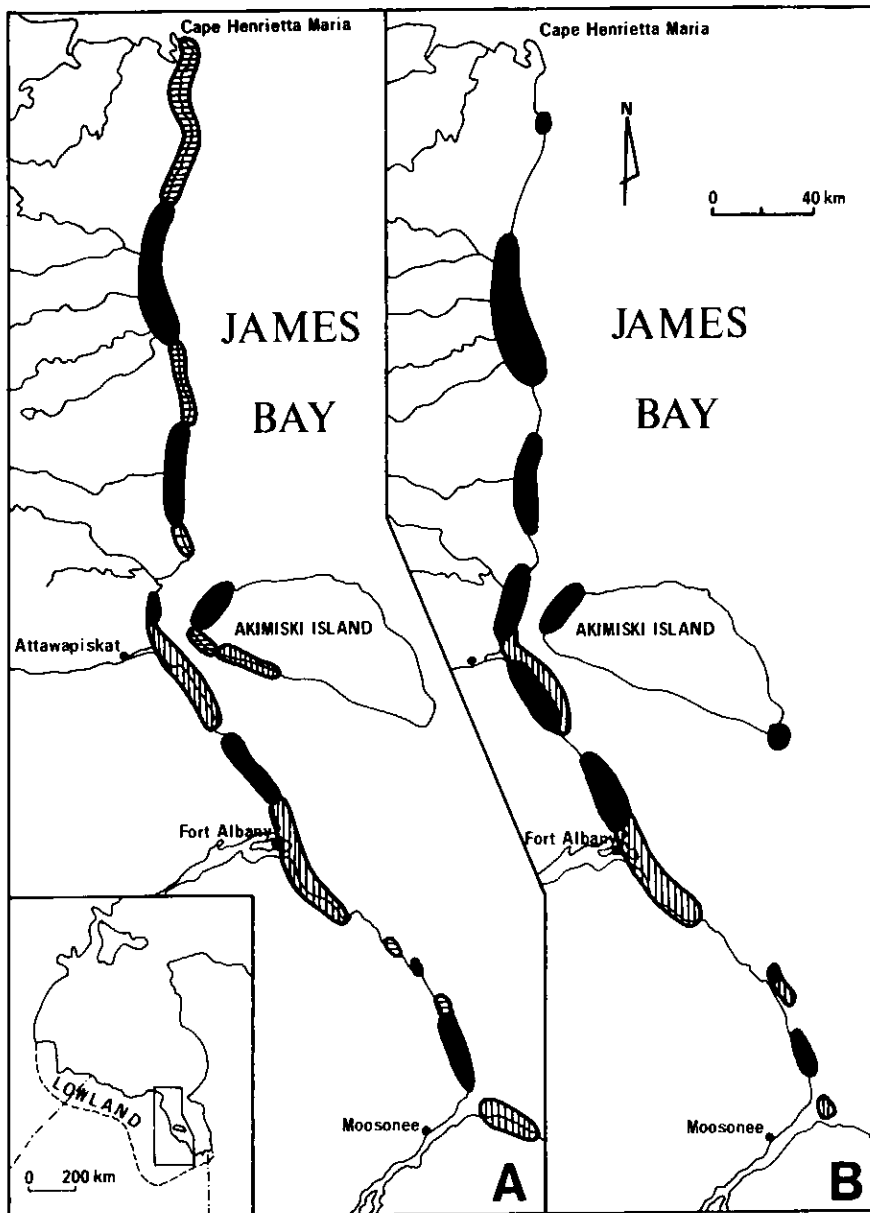 Cape Henrietta Maria
JAMES
BAY
AKIMISKI ISLAND
Attawapiskat
Fort Albany
Moosonee
LOWLAND
0 200 km
A
Cape Henrietta Maria
N
0 40 km
JAMES
BAY
AKIMISKI ISLAND
Fort Albany
Moosonee
B